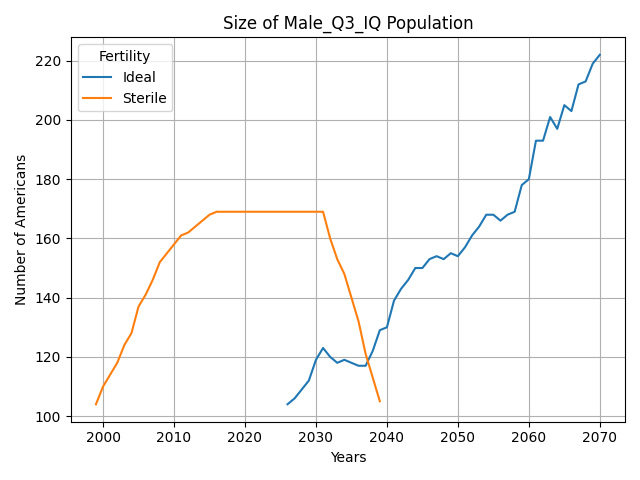 Size of Male_Q3_IQ Population
Fertility
Ideal
Sterile
Number of Americans
220
200
180
160
140
120
100
2000
2010
2020
2030
2040
2050
2060
2070
Years